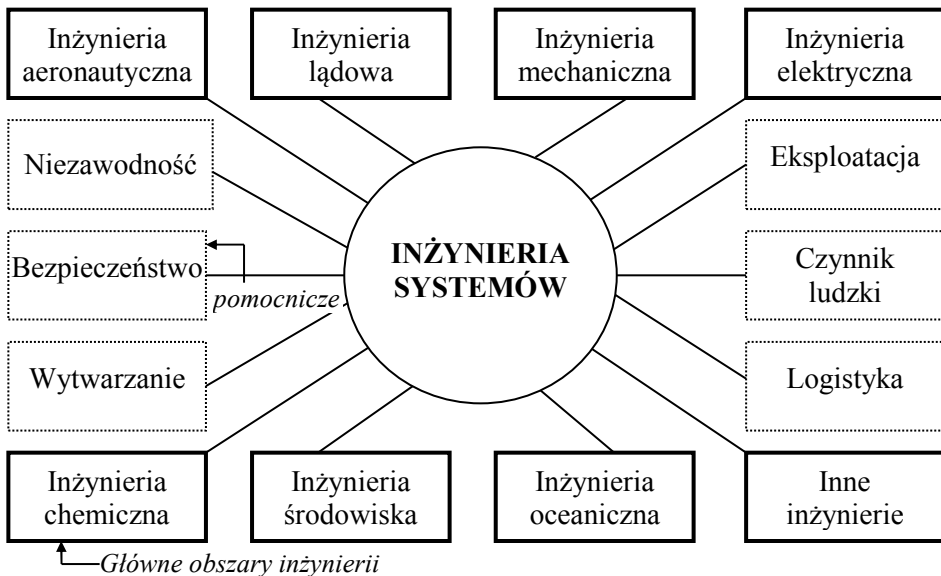 Inżynieria
aeronautyczna
Inżynieria
lądowa
Inżynieria
mechaniczna
Inżynieria
elektryczna
Niezawodność
Eksploatacja
Bezpieczeństwo
pomocnicze
INŻYNIERIA
SYSTEMÓW
Czynnik
ludzki
Wytwarzanie
Logistyka
Inżynieria
chemiczna
Inżynieria
środowiska
Inżynieria
oceaniczna
Inne
inżynierie
Główne obszary inżynierii